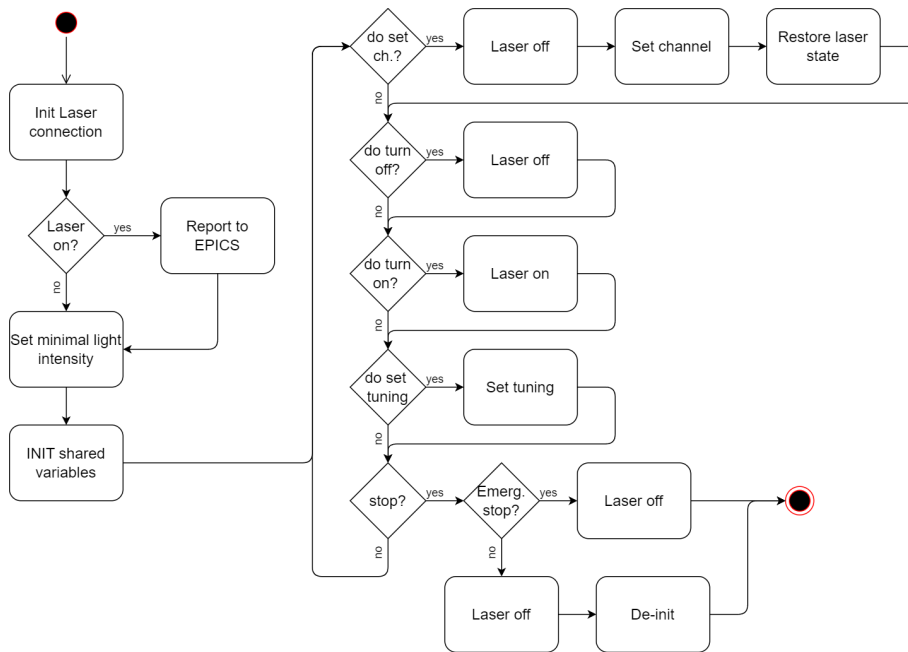 Init Laser
connection
Laser
on?
yes
no
Report to
EPICS
Set minimal light
intensity
INIT shared
variables
do set
ch.?
yes
no
Laser off
Set channel
Restore laser
state
do turn
off?
yes
no
Laser off
do turn
on?
yes
no
Laser on
do set
tuning
yes
no
Set tuning
stop?
yes
no
Emerg.
stop?
yes
no
Laser off
Laser off
De-init